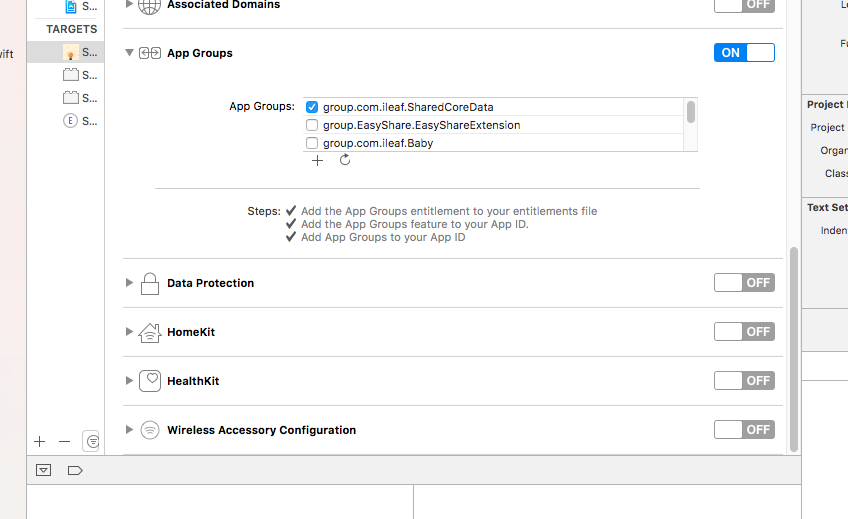 S...
Associated Domains
OFF
TARGETS
ift
S...
S...
S...
E
S...
App Groups
ON
App Groups:
group.com.ileaf.SharedCoreData
group.EasyShare.EasyShareExtension
group.com.ileaf.Baby
Steps:
Add the App Groups entitlement to your entitlements file
Add the App Groups feature to your App ID.
Add App Groups to your App ID
Data Protection
OFF
HomeKit
OFF
HealthKit
OFF
Wireless Accessory Configuration
OFF
Lo
Fu
Project
Project
Organ
Class
Text Set
Inden